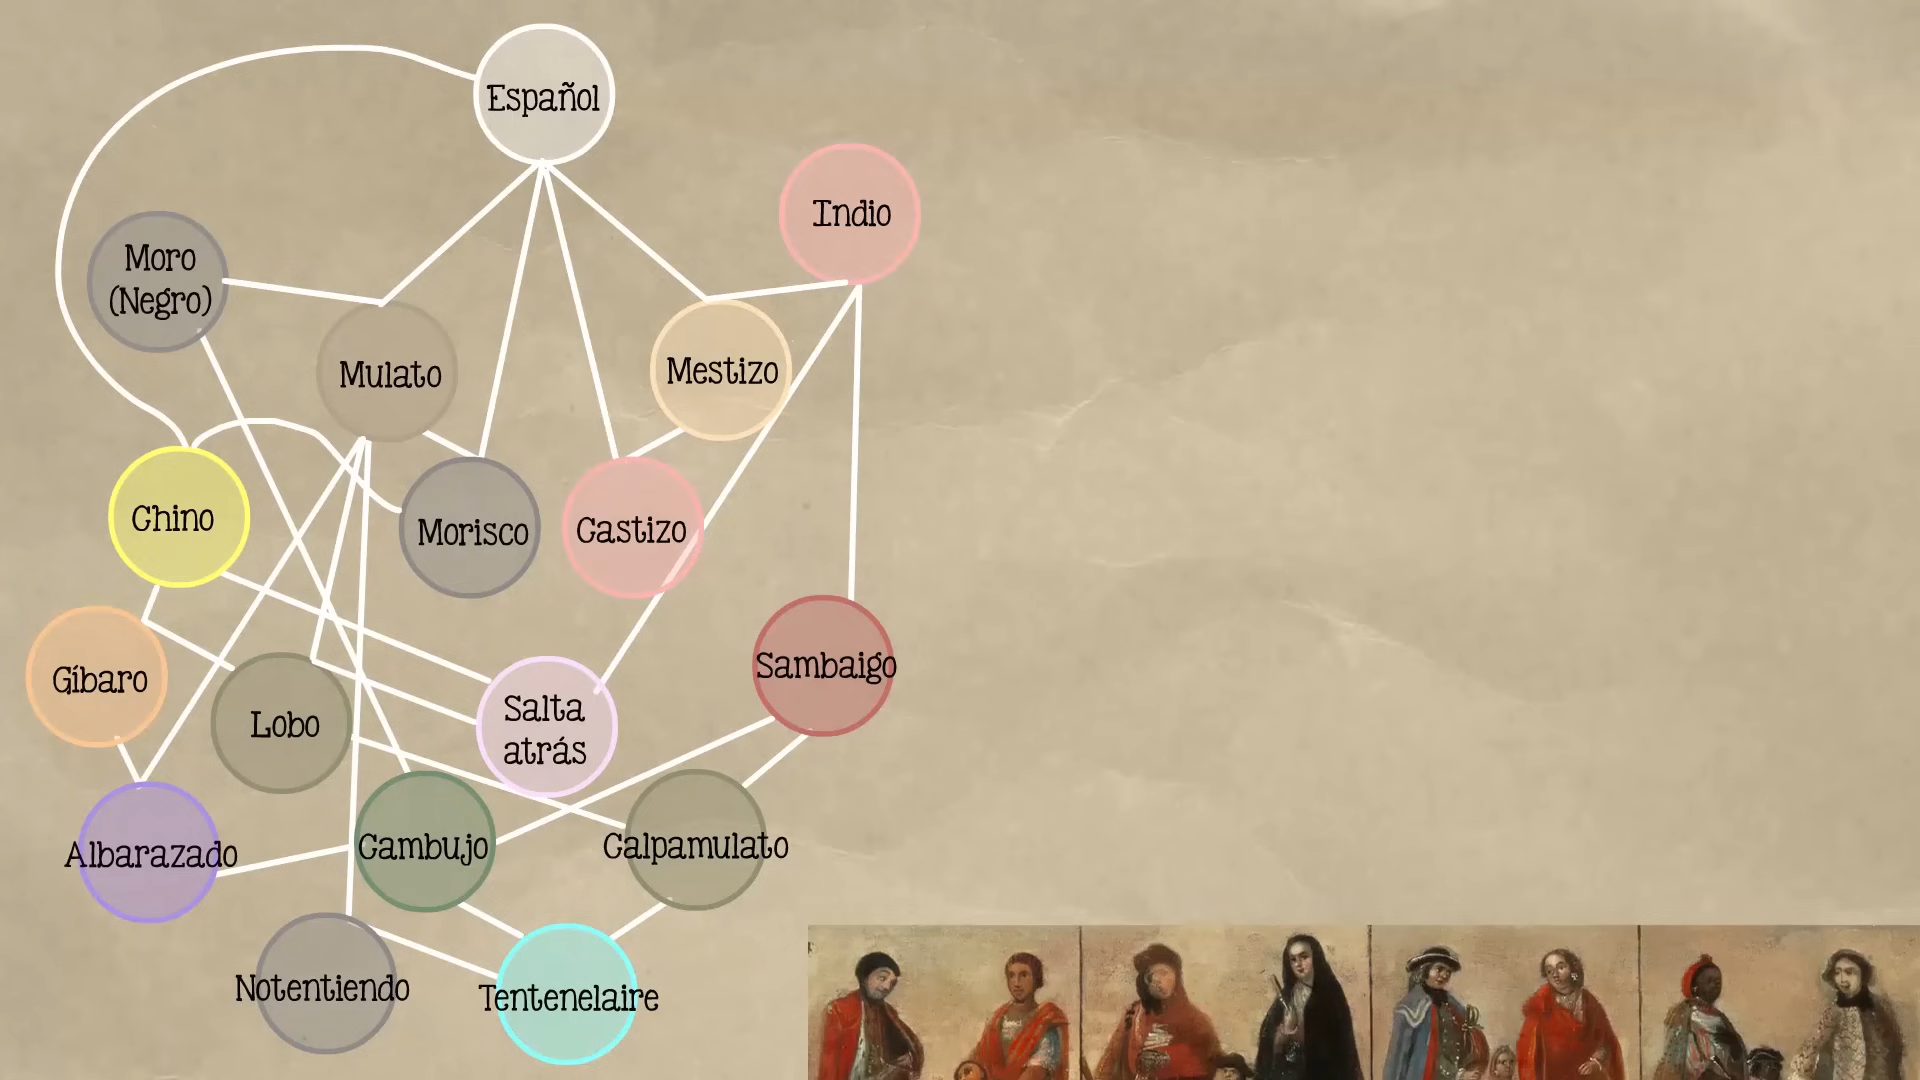 Español
Indio
Moro
(Negro)
Mulato
Mestizo
Chino
Morisco
Castizo
Gíbaro
Lobo
Salta
atrás
Sambaigo
Albarazado
Cambujo
Calpamulato
Notentiendo
Tentenelaire